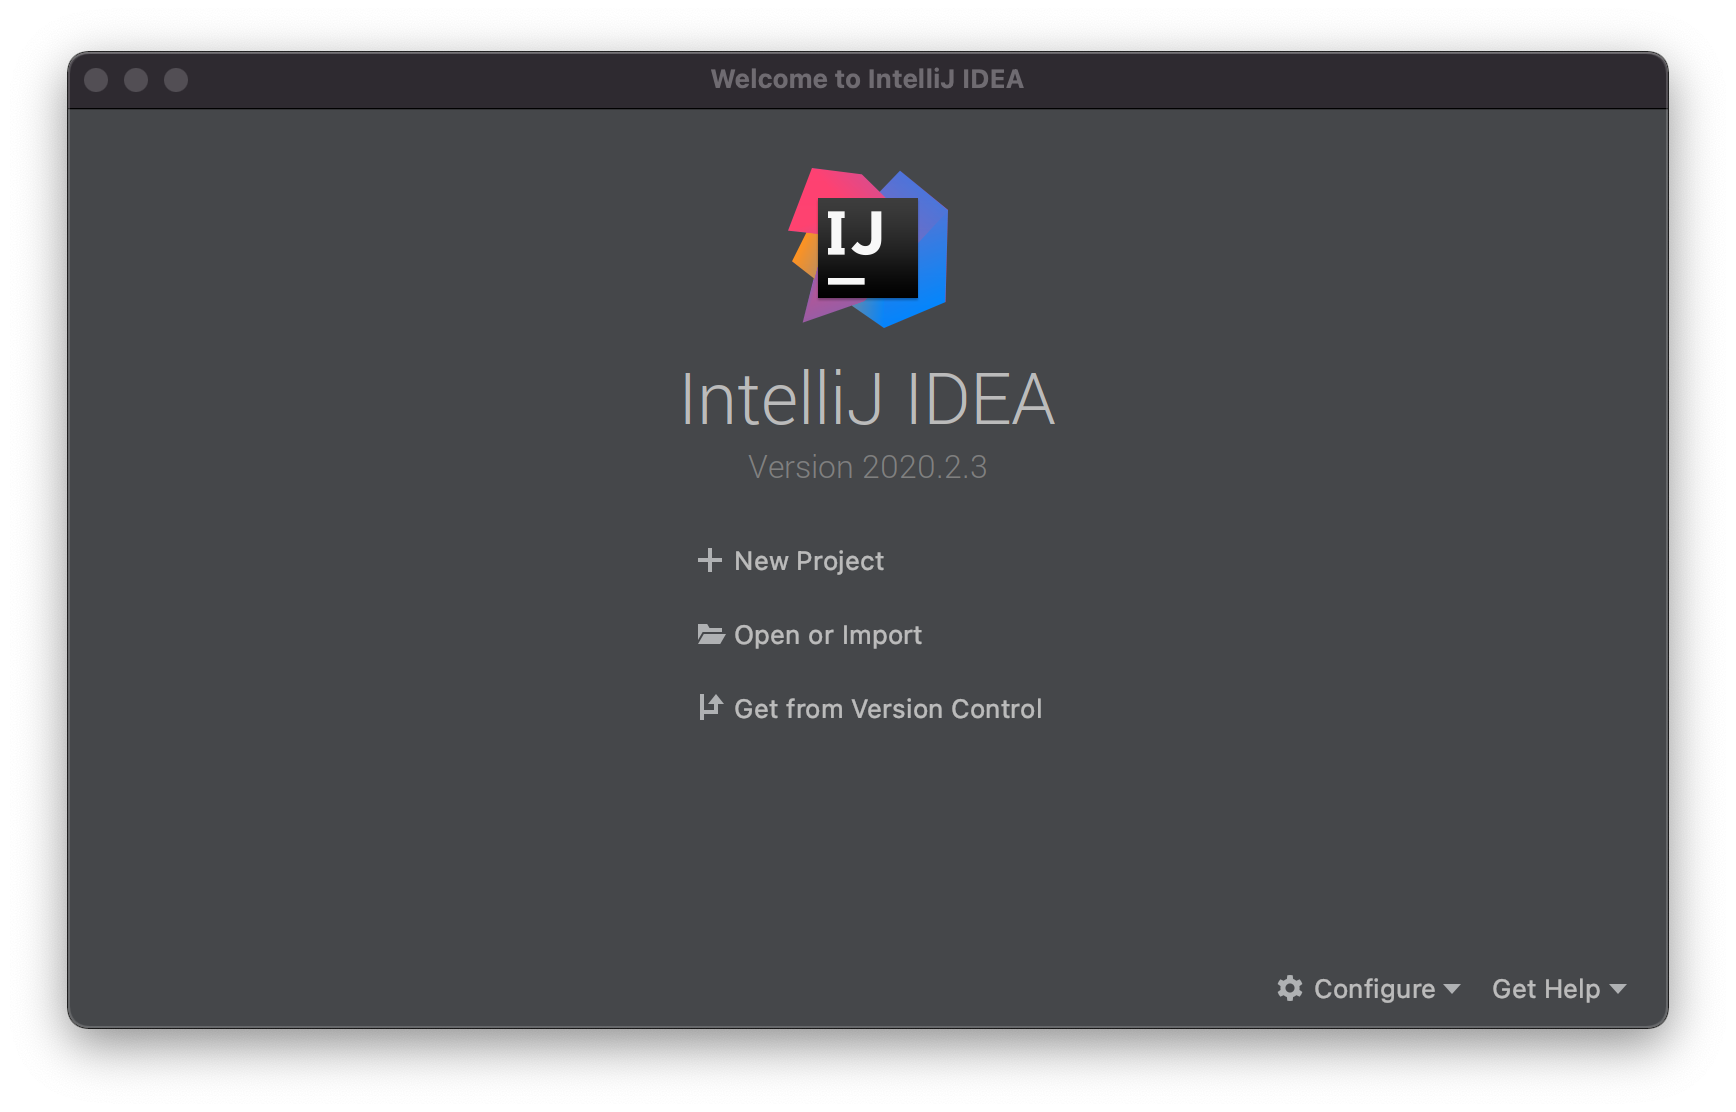 Welcome to IntelliJ IDEA
IJ
IntelliJ IDEA
Version 2020.2.3
New Project
Open or Import
Get from Version Control
Configure
Get Help